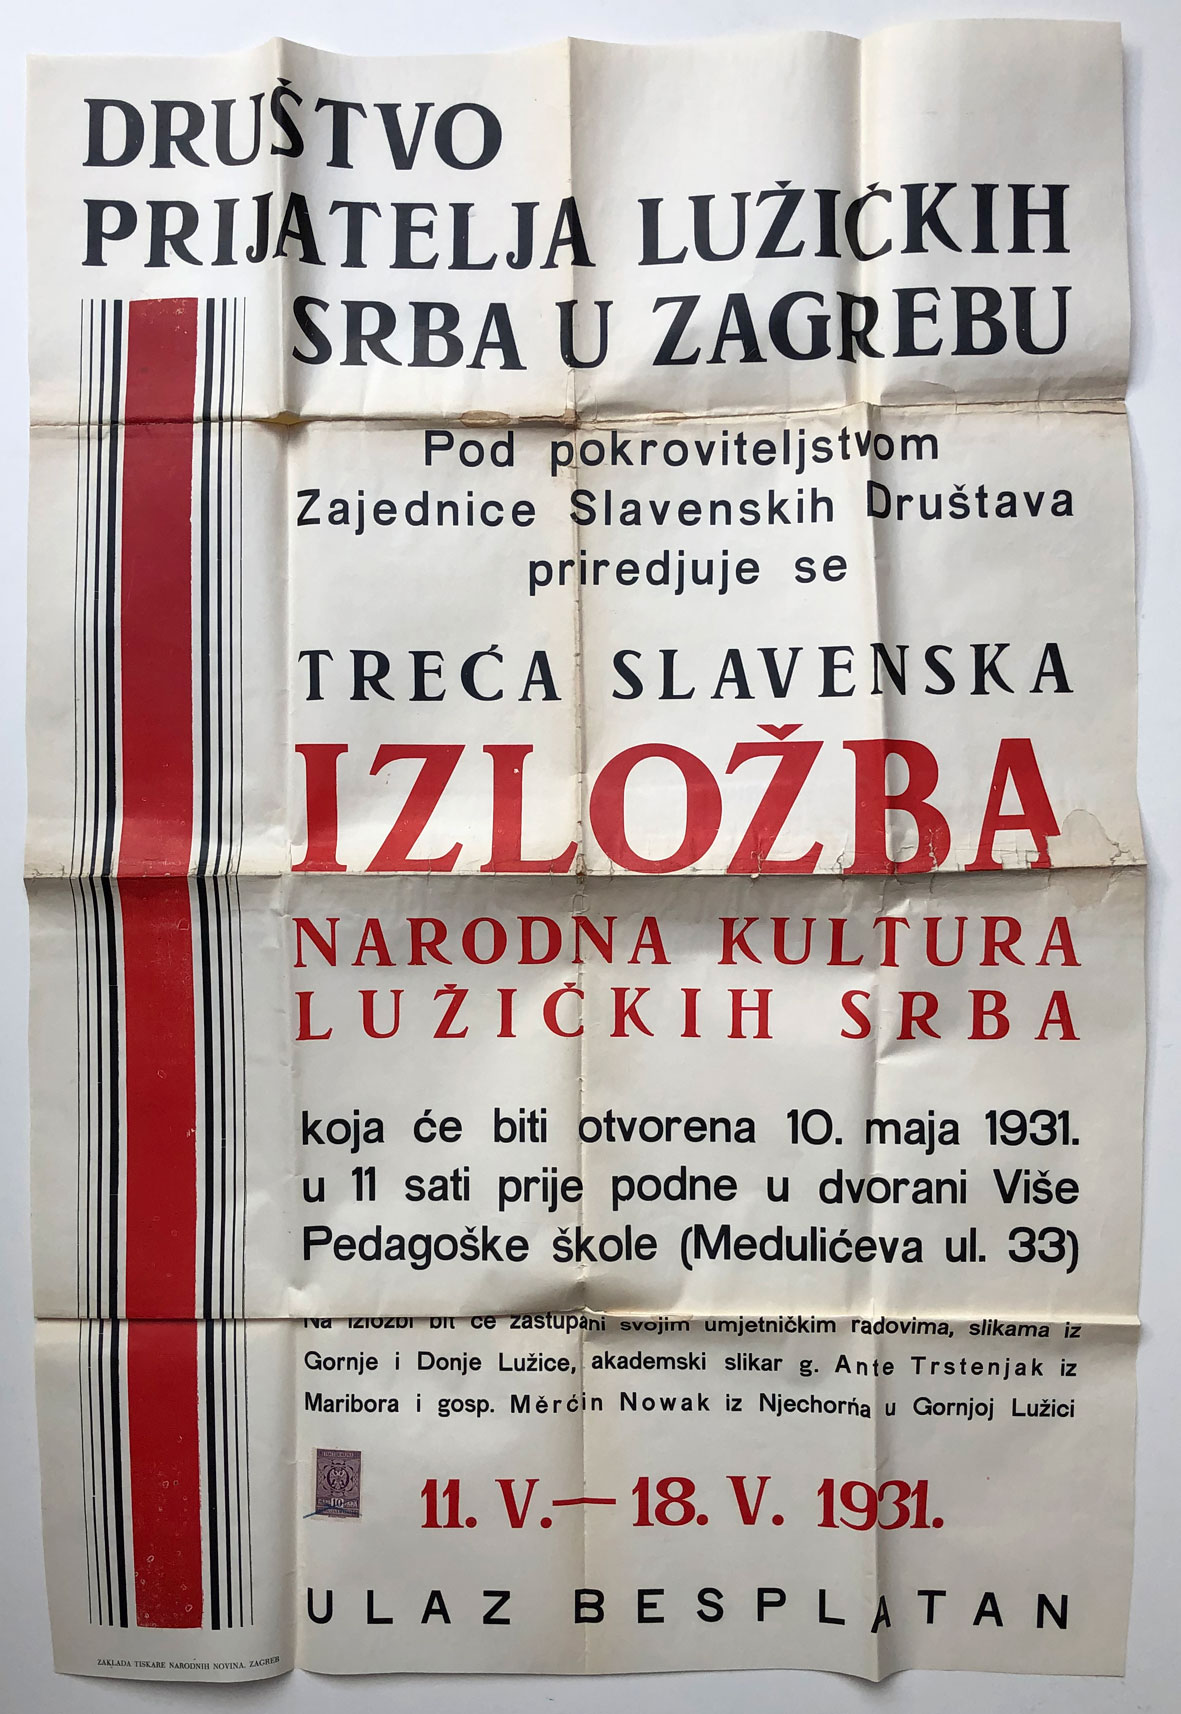 DRUŠTVO
PRIJATELJA LUŽIČKIH
SRBA U ZAGREBU
Pod pokroviteljstvom
Zajednice Slavenskih Društava
priredjuje se
TREĆA SLAVENSKA
IZLOŽBA
NARODNA KULTURA
LUŽIČKIH SRBA
koja će biti otvorena 10. maja 1931.
u 11 sati prije podne u dvorani Više
Pedagoške škole (Medulićeva ul. 33)
Na izložbi bit će zastupani svojim umjetničkim radovima, slikama iz
Gornje i Donje Lužice, akademski slikar g. Ante Trstenjak iz
Maribora i gosp. Měrćin Nowak iz Njechorńa u Gornjoj Lužici
10
11. V.—18. V. 1931.
ULAZ BESPLATAN
ZAKLADA TISKARE NARODNIH NOVINA, ZAGREB